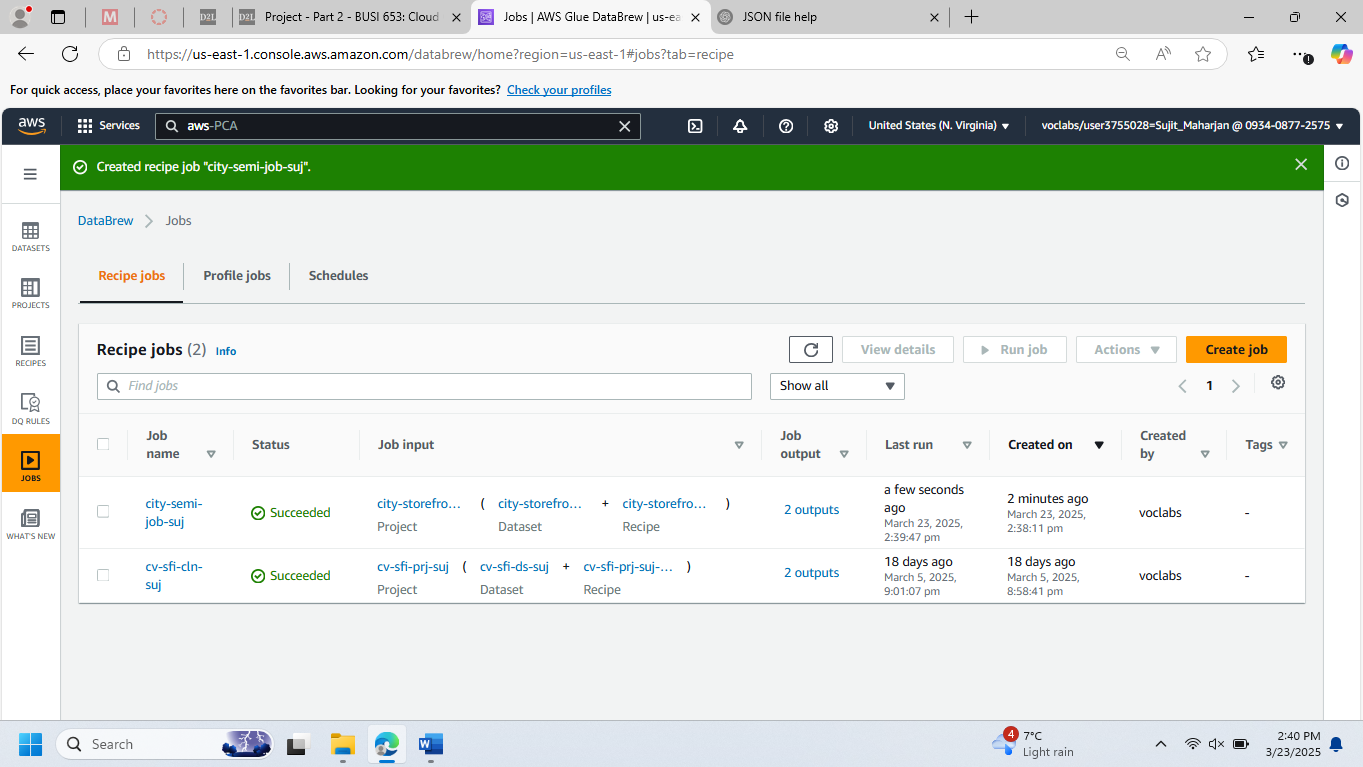 M
D2L
D2L Project - Part 2 - BUSI 653: Cloud
Jobs | AWS Glue DataBrew | us-ea
JSON file help
https://us-east-1.console.aws.amazon.com/databrew/home?region=us-east-1#jobs?tab=recipe
For quick access, place your favorites here on the favorites bar. Looking for your favorites? Check your profiles
aws
Services
aws-PCA
United States (N. Virginia)
voclabs/user3755028=Sujit_Maharjan @ 0934-0877-2575
Created recipe job "city-semi-job-suj".
DATASETS
PROJECTS
RECIPES
DQ RULES
JOBS
WHAT'S NEW
DataBrew
Jobs
Recipe jobs
Profile jobs
Schedules
Recipe jobs (2) Info
View details
Run job
Actions
Create job
Find jobs
Show all
1
Job name
Status
Job input
Job output
Last run
Created on
Created by
Tags
city-semi-
job-suj
Succeeded
city-storefro... ( city-storefro... + city-storefro... )
Project Dataset Recipe
2 outputs
a few seconds
ago
March 23, 2025,
2:39:47 pm
2 minutes ago
March 23, 2025,
2:38:11 pm
voclabs
-
cv-sfi-cln-
suj
Succeeded
cv-sfi-prj-suj ( cv-sfi-ds-suj + cv-sfi-prj-suj-... )
Project Dataset Recipe
2 outputs
18 days ago
March 5, 2025,
9:01:07 pm
18 days ago
March 5, 2025,
8:58:41 pm
voclabs
-
Search
4
7°C
Light rain
2:40 PM
3/23/2025